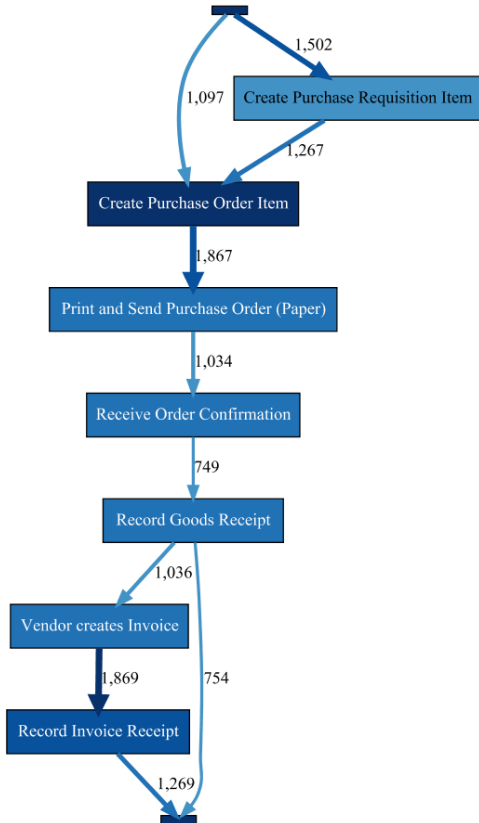 1,502
1,097
Create Purchase Requisition Item
1,267
Create Purchase Order Item
1,867
Print and Send Purchase Order (Paper)
1,034
Receive Order Confirmation
749
Record Goods Receipt
1,036
Vendor creates Invoice
1,869
754
Record Invoice Receipt
1,269